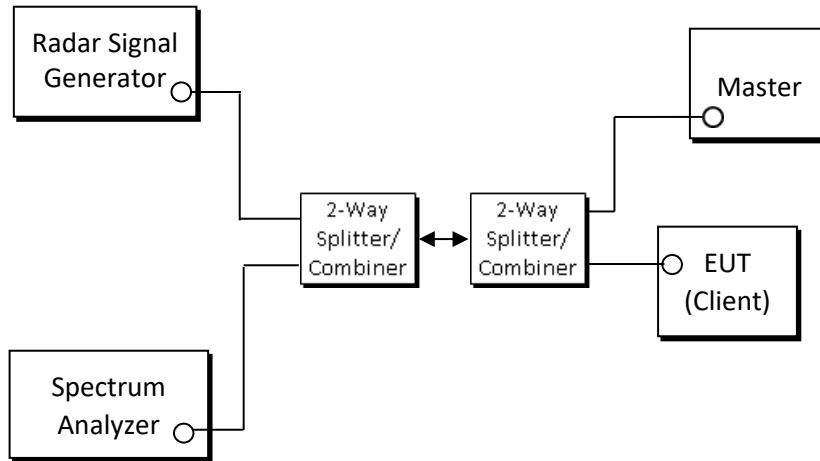 Radar Signal
Generator
Master
2-Way
Splitter/
Combiner
2-Way
Splitter/
Combiner
EUT
(Client)
Spectrum
Analyzer